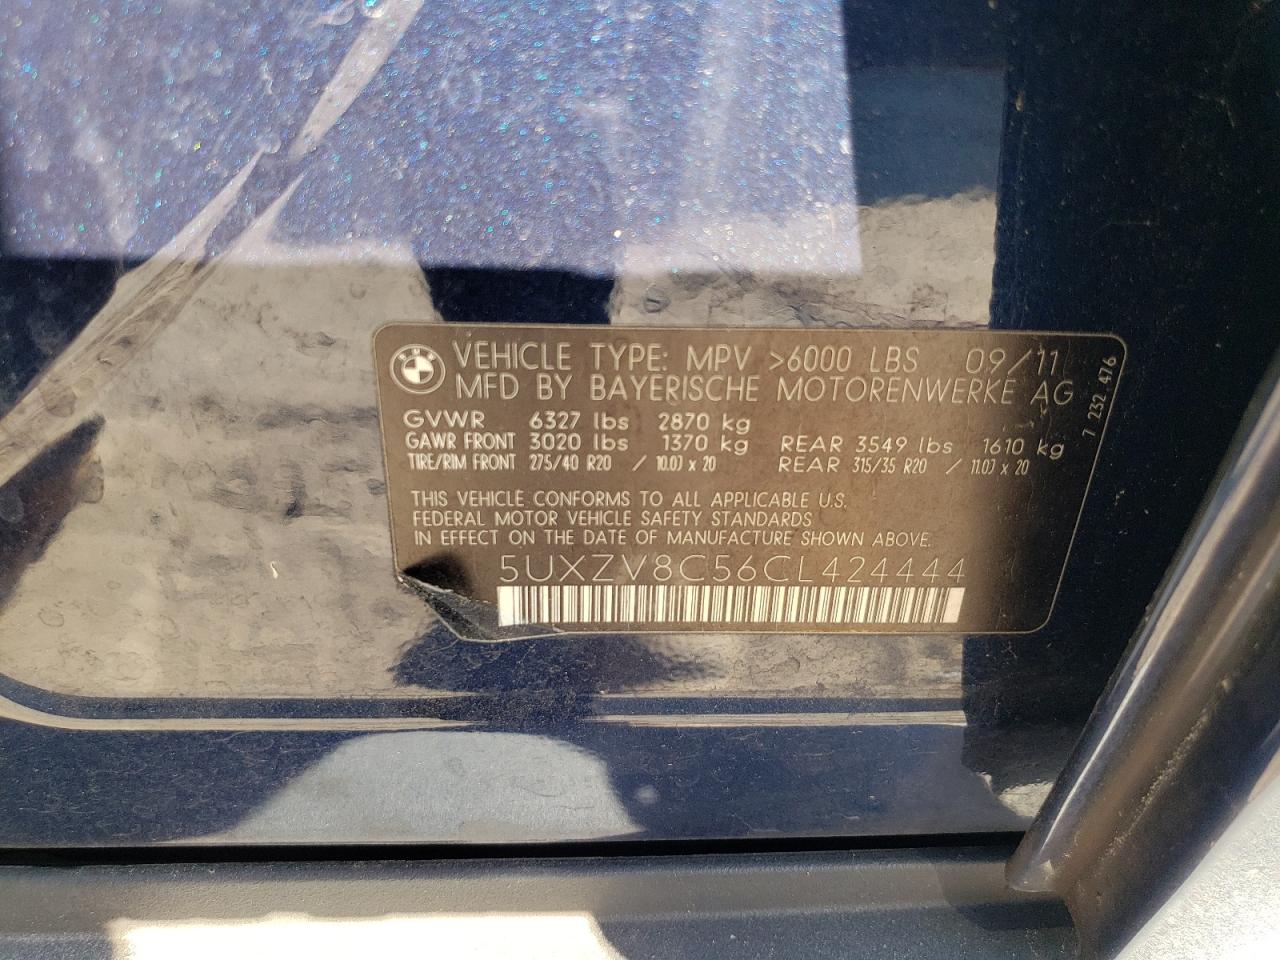 BMW VEHICLE TYPE: MPV >6000 LBS 09/11
MFD BY BAYERISCHE MOTORENWERKE AG
GVWR 6327 lbs 2870 kg
GAWR FRONT 3020 lbs 1370 kg REAR 3549 lbs 1610 kg
TIRE/RIM FRONT 275/40 R20 / 10.0J x 20 REAR 315/35 R20 / 11.0J x 20
7 232 476
THIS VEHICLE CONFORMS TO ALL APPLICABLE U.S.
FEDERAL MOTOR VEHICLE SAFETY STANDARDS
IN EFFECT ON THE DATE OF MANUFACTURE SHOWN ABOVE.
5UXZV8C56CL424444